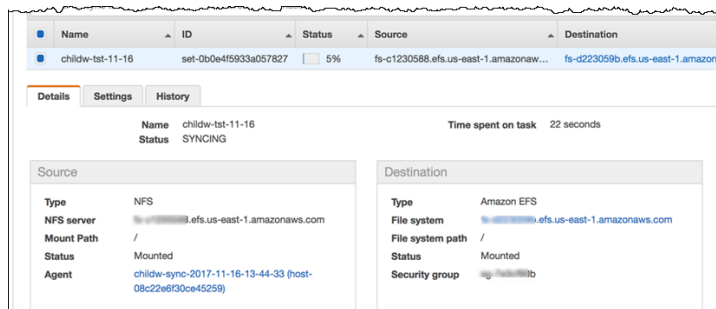 Name ID Status Source Destination
childw-tst-11-16 set-0b0e4f5933a057827 5% fs-c1230588.efs.us-east-1.amazonaw... fs-d223059b.efs.us-east-1.amazon
Details Settings History
Name childw-tst-11-16 Time spent on task 22 seconds
Status SYNCING
Source Destination
Type NFS Type Amazon EFS
NFS server .efs.us-east-1.amazonaws.com File system .efs.us-east-1.amazonaws.com
Mount Path / File system path /
Status Mounted Status Mounted
Agent childw-sync-2017-11-16-13-44-33 (host- Security group
08c22e6f30ce45259)